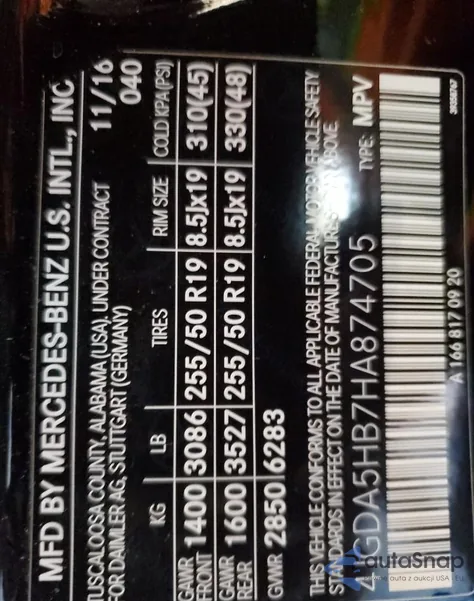 MFD BY MERCEDES-BENZ U.S. INTL., INC
TUSCALOOSA COUNTY, ALABAMA (USA), UNDER CONTRACT 11/16
FOR DAIMLER AG, STUTTGART (GERMANY) 040
KG LB TIRES RIM SIZE COLD KPA(PSI)
GAWR FRONT 1400 3086 255/50 R19 8.5Jx19 310(45)
GAWR REAR 1600 3527 255/50 R19 8.5Jx19 330(48)
GVWR 2850 6283
THIS VEHICLE CONFORMS TO ALL APPLICABLE FEDERAL MOTOR VEHICLE SAFETY
STANDARDS IN EFFECT ON THE DATE OF MANUFACTURE ABOVE.
GDA5HB7HA874705 TYPE: MPV
A 166 817 09 20
autoSnap
auta z aukcji USA